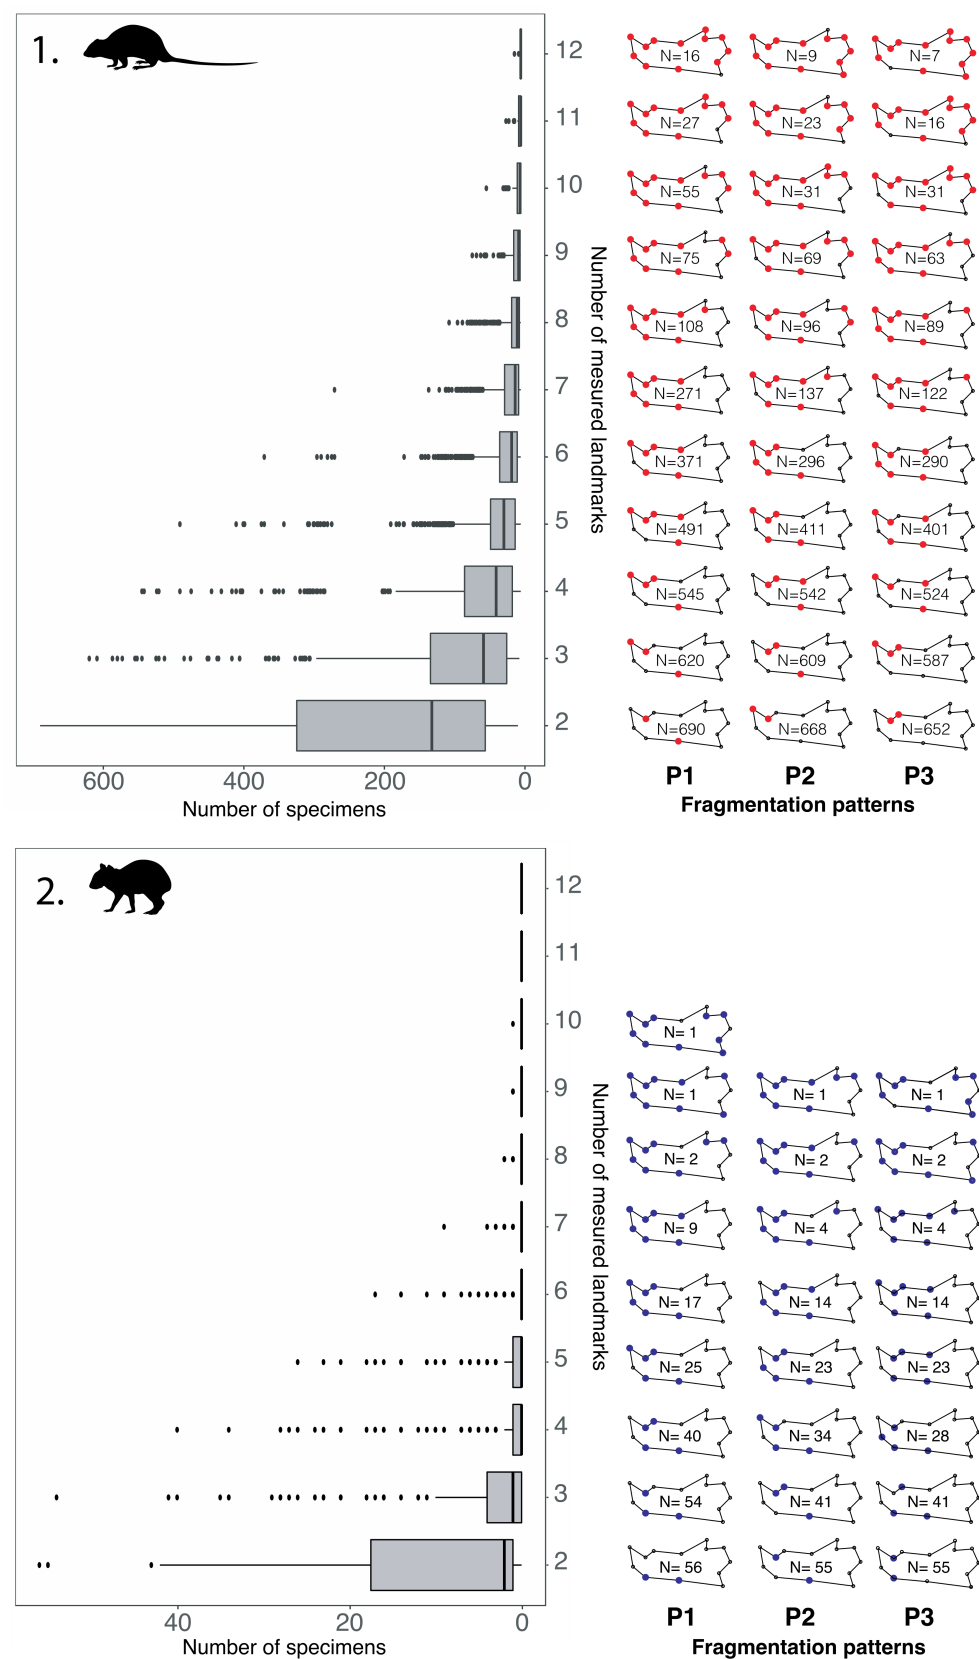 1.
12 N=16 N=9 N=7
11 N=27 N=23 N=16
10 N=55 N=31 N=31
9 N=75 N=69 N=63
8 N=108 N=96 N=89
7 N=271 N=137 N=122
6 N=371 N=296 N=290
5 N=491 N=411 N=401
4 N=545 N=542 N=524
3 N=620 N=609 N=587
2 N=690 N=668 N=652
Number of mesured landmarks
600 400 200 0
Number of specimens
P1 P2 P3
Fragmentation patterns
2.
12
11
10 N= 1
9 N= 1 N= 1 N= 1
8 N= 2 N= 2 N= 2
7 N= 9 N= 4 N= 4
6 N= 17 N= 14 N= 14
5 N= 25 N= 23 N= 23
4 N= 40 N= 34 N= 28
3 N= 54 N= 41 N= 41
2 N= 56 N= 55 N= 55
Number of mesured landmarks
40 20 0
Number of specimens
P1 P2 P3
Fragmentation patterns